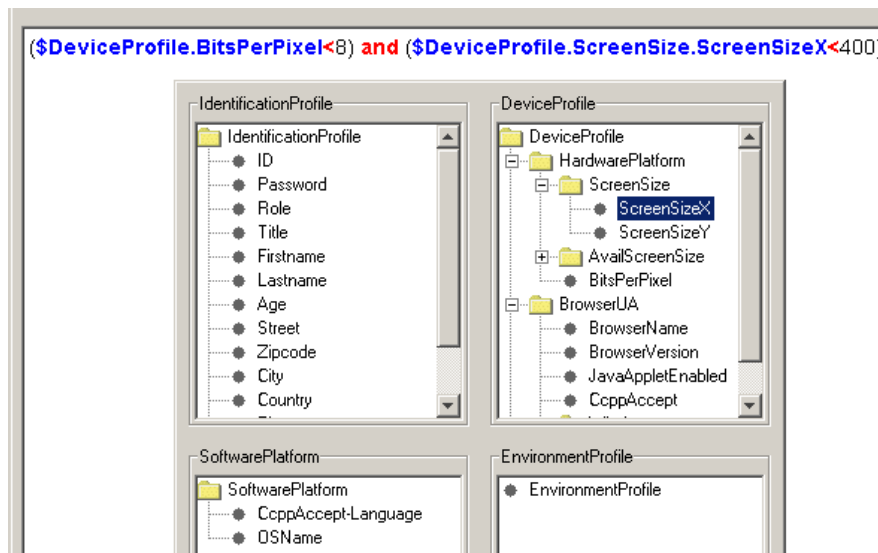 ($DeviceProfile.BitsPerPixel<8) and ($DeviceProfile.ScreenSize.ScreenSizeX<400)
IdentificationProfile
IdentificationProfile
ID
Password
Role
Title
Firstname
Lastname
Age
Street
Zipcode
City
Country
DeviceProfile
DeviceProfile
HardwarePlatform
ScreenSize
ScreenSizeX
ScreenSizeY
AvailScreenSize
BitsPerPixel
BrowserUA
BrowserName
BrowserVersion
JavaAppletEnabled
CcppAccept
SoftwarePlatform
SoftwarePlatform
CcppAccept-Language
OSName
EnvironmentProfile
EnvironmentProfile